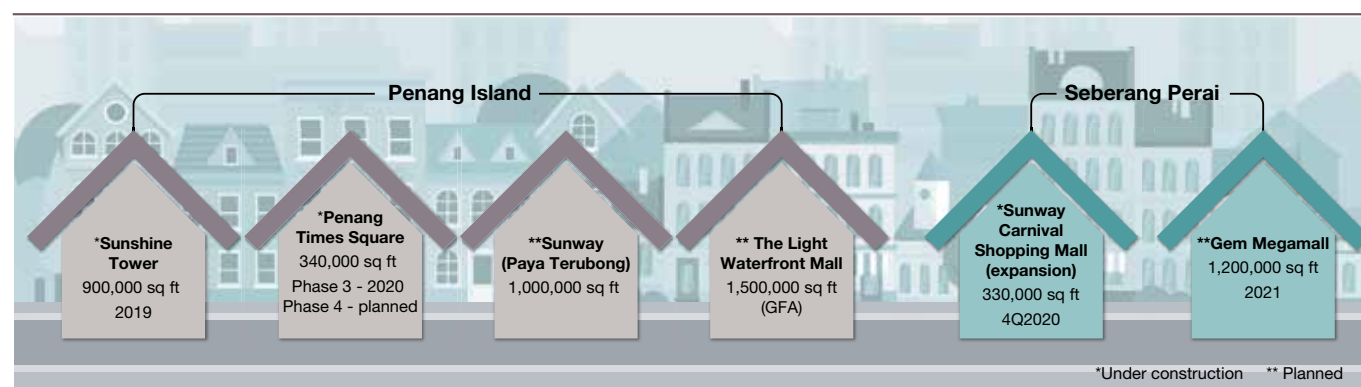 Penang Island
Seberang Perai
*Sunshine
Tower
900,000 sq ft
2019
*Penang
Times Square
340,000 sq ft
Phase 3 - 2020
Phase 4 - planned
**Sunway
(Paya Terubong)
1,000,000 sq ft
** The Light
Waterfront Mall
1,500,000 sq ft
(GFA)
*Sunway
Carnival
Shopping Mall
(expansion)
330,000 sq ft
4Q2020
**Gem Megamall
1,200,000 sq ft
2021
*Under construction ** Planned